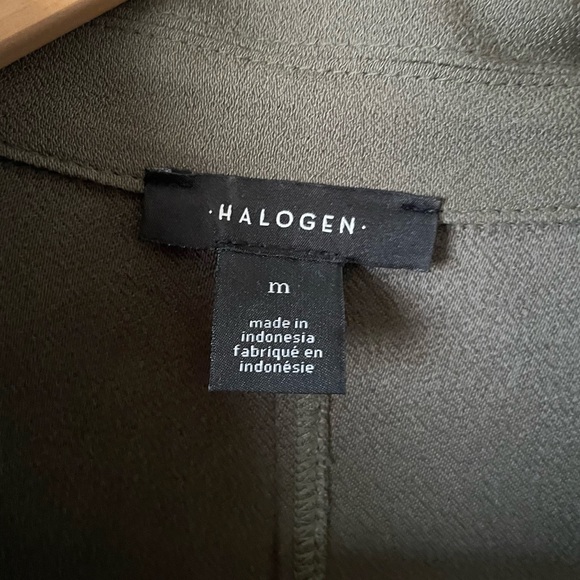 ·HALOGEN·
m
made in
indonesia
fabriqué en
indonésie